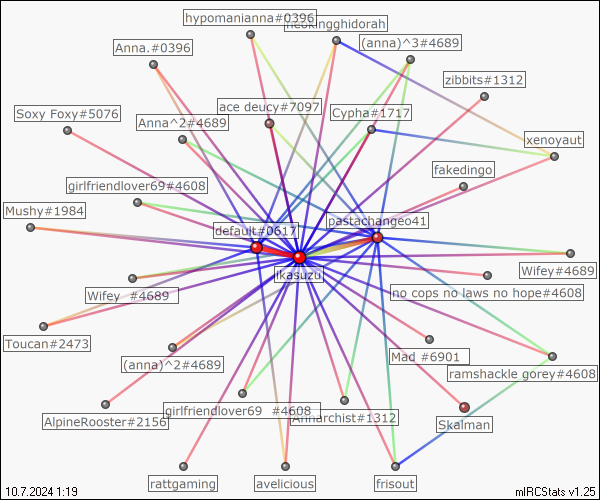 hypomanianna#0396
neokingghidorah
(anna)^3#4689
Anna.#0396
zibbits#1312
ace deucy#7097
Soxy Foxy#5076
Cypha#1717
Anna^2#4689
xenoyaut
fakedingo
girlfriendlover69#4608
Mushy#1984
pastachangeo41
default#0617
ikasuzu
Wifey#4689
Wifey  #4689
no cops no laws no hope#4608
Toucan#2473
Mad #6901
(anna)^2#4689
ramshackle gorey#4608
girlfriendlover69  #4608
Annarchist#1312
AlpineRooster#2156
Skalman
rattgaming
avelicious
frisout
10.7.2024 1:19
mIRCStats v1.25